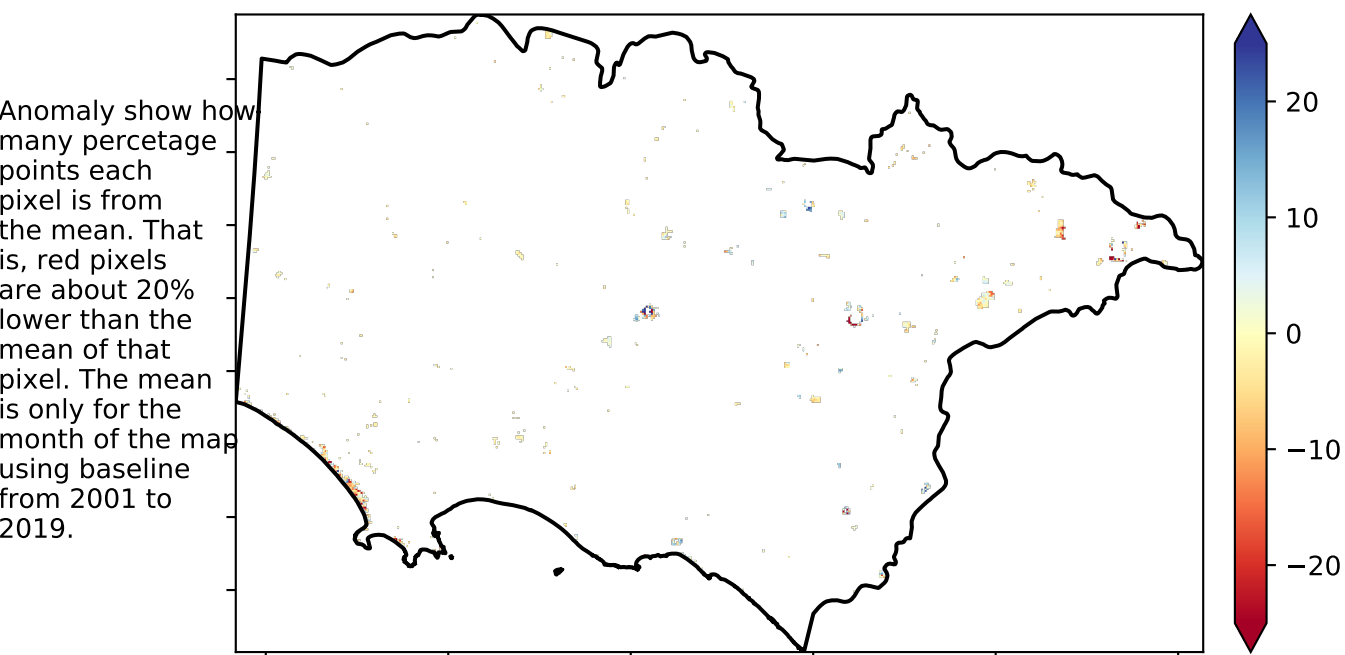 Anomaly show how
many percetage
points each
pixel is from
the mean. That
is, red pixels
are about 20%
lower than the
mean of that
pixel. The mean
is only for the
month of the map
using baseline
from 2001 to
2019.
20
10
0
−10
−20